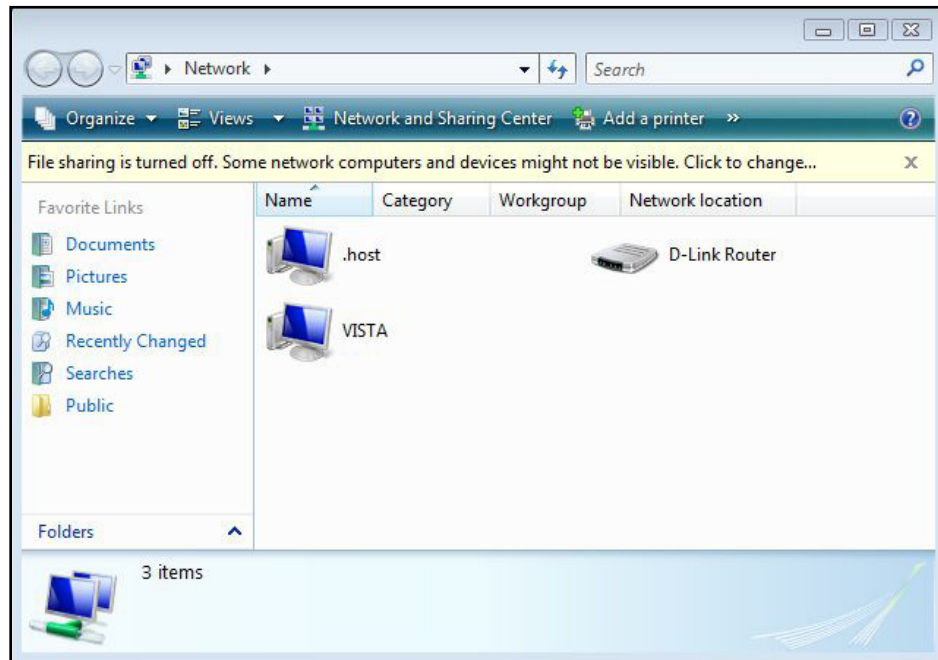 Network
Search
Organize Views Network and Sharing Center Add a printer »
File sharing is turned off. Some network computers and devices might not be visible. Click to change...
Favorite Links
Documents
Pictures
Music
Recently Changed
Searches
Public
Folders
Name Category Workgroup Network location
.host D-Link Router
VISTA
3 items